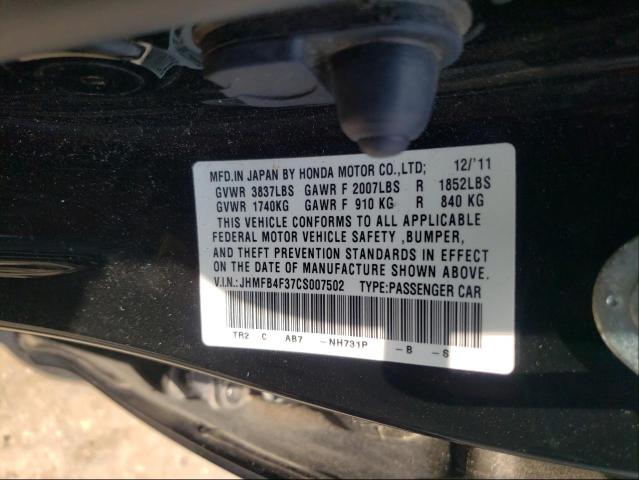 MFD.IN JAPAN BY HONDA MOTOR CO.,LTD; 12/'11
GVWR 3837LBS GAWR F 2007LBS R 1852LBS
GVWR 1740KG GAWR F 910 KG R 840 KG
THIS VEHICLE CONFORMS TO ALL APPLICABLE
FEDERAL MOTOR VEHICLE SAFETY ,BUMPER,
AND THEFT PREVENTION STANDARDS IN EFFECT
ON THE DATE OF MANUFACTURE SHOWN ABOVE.
V.I.N.: JHMFB4F37CS007502 TYPE:PASSENGER CAR
TR2 C AB7 -NH731P -B -S